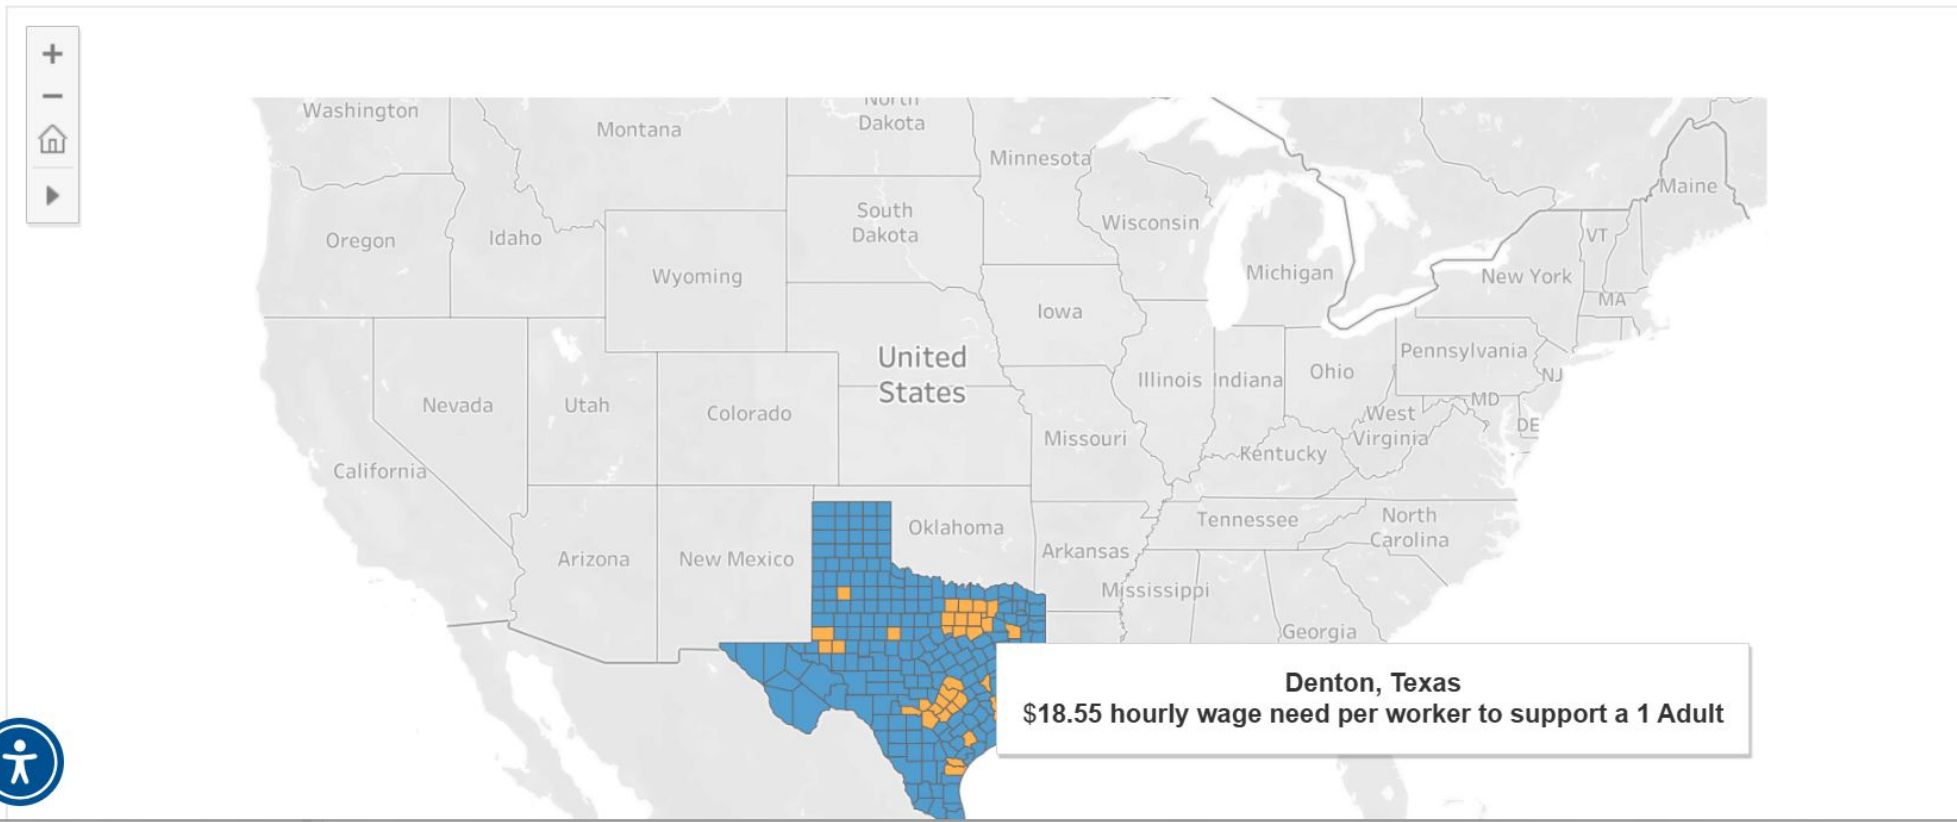 Washington
Montana
North
Dakota
Minnesota
Maine
South
Dakota
Wisconsin
Oregon
Idaho
VT
Wyoming
Michigan
New York
MA
Iowa
United
States
Pennsylvania
Illinois
Indiana
Ohio
NJ
Nevada
Utah
Colorado
MD
West
Virginia
DE
Missouri
Kentucky
California
Oklahoma
Tennessee
North
Carolina
Arizona
New Mexico
Arkansas
Mississippi
Georgia
Denton, Texas
$18.55 hourly wage need per worker to support a 1 Adult